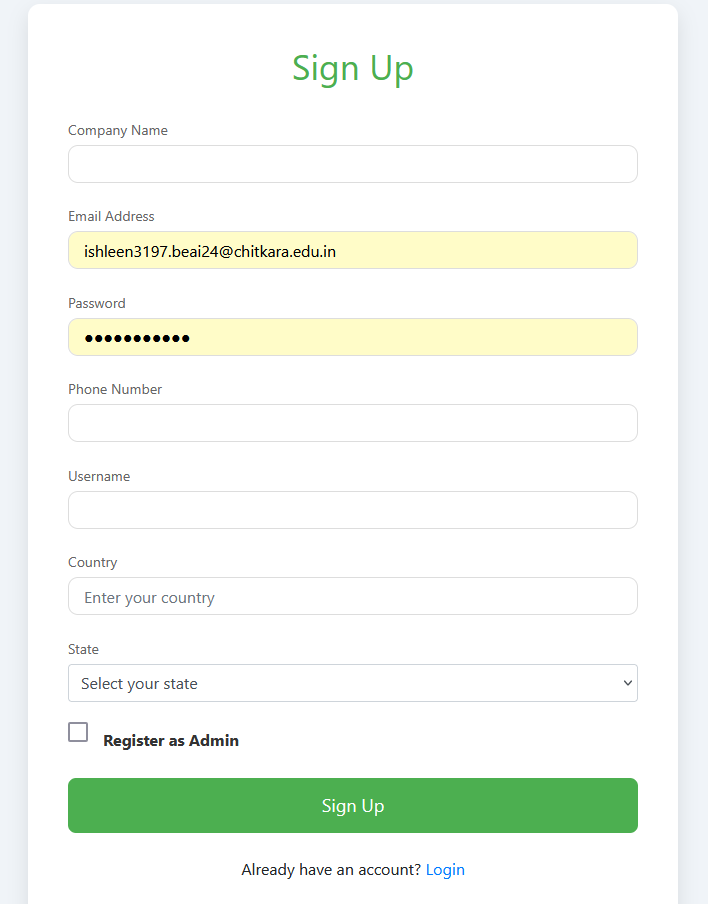 Sign Up
Company Name
Email Address
ishleen3197.beai24@chitkara.edu.in
Password
●●●●●●●●●●●
Phone Number
Username
Country
Enter your country
State
Select your state
Register as Admin
Sign Up
Already have an account? Login